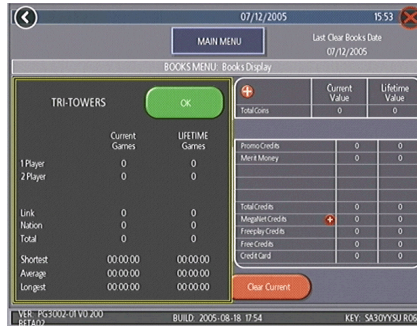 07/12/2005 15:53
MAIN MENU
Last Clear Books Date
07/12/2005
BOOKS MENU: Books Display
TRI-TOWERS OK
Current Games LIFETIME Games
1 Player 0 0
2 Player 0 0
Link 0 0
Nation 0 0
Total 0 0
Shortest 00:00:00 00:00:00
Average 00:00:00 00:00:00
Longest 00:00:00 00:00:00
Current Value Lifetime Value
Total Coins 0 0
Promo Credits 0 0
Merit Money 0 0
Total Credits 0 0
MegaNet Credits 0 0
Freeplay Credits 0 0
Free Credits 0 0
Credit Card 0 0
Clear Current
VER: PG3002-01 V0.200 BETA02
BUILD: 2005-08-18 17:54
KEY: SA30YYSU R06